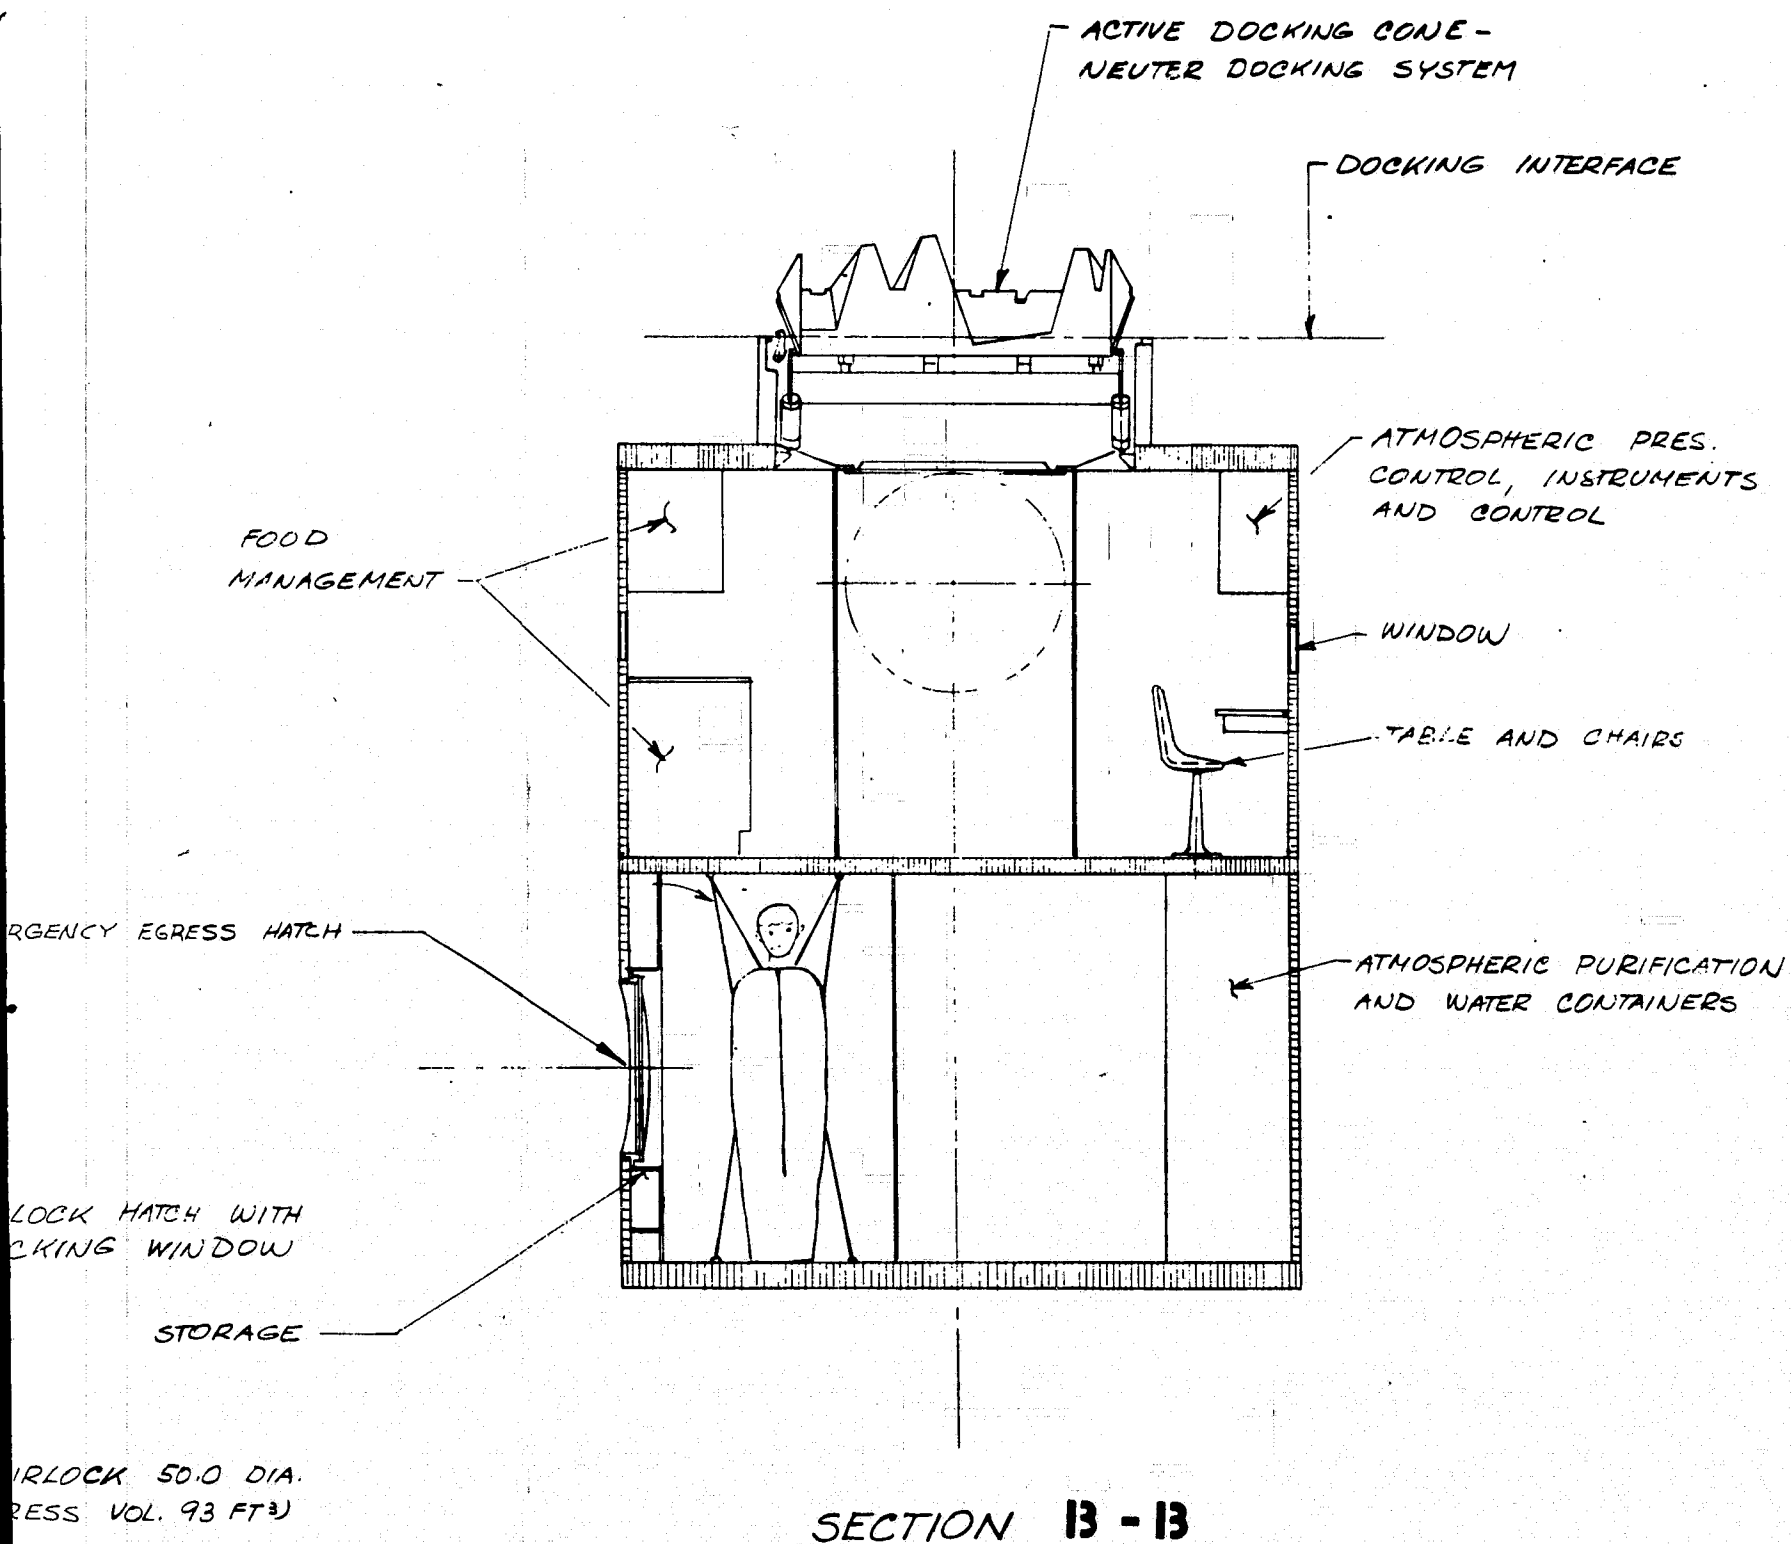 ACTIVE DOCKING CONE -
NEUTER DOCKING SYSTEM
DOCKING INTERFACE
ATMOSPHERIC PRES.
CONTROL, INSTRUMENTS
AND CONTROL
FOOD
MANAGEMENT
WINDOW
TABLE AND CHAIRS
RGENCY EGRESS HATCH
ATMOSPHERIC PURIFICATION
AND WATER CONTAINERS
LOCK HATCH WITH
CKING WINDOW
STORAGE
IRLOCK 50.0 DIA.
RESS VOL. 93 FT³)
SECTION B-B